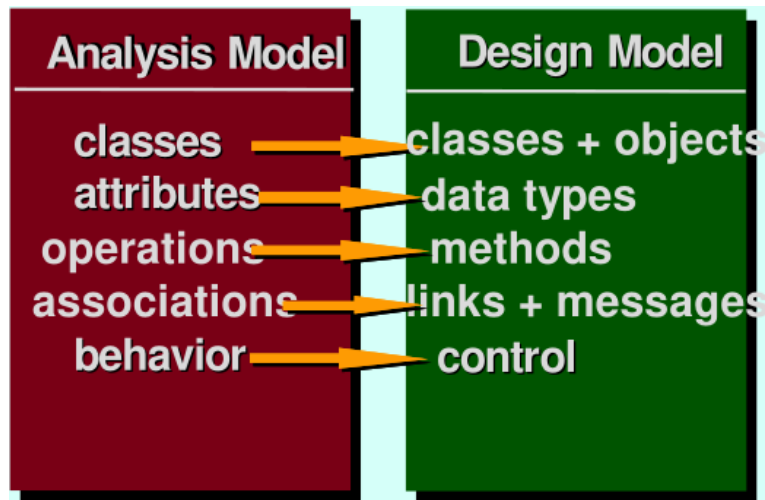 Analysis Model
classes
attributes
operations
associations
behavior
Design Model
classes + objects
data types
methods
links + messages
control